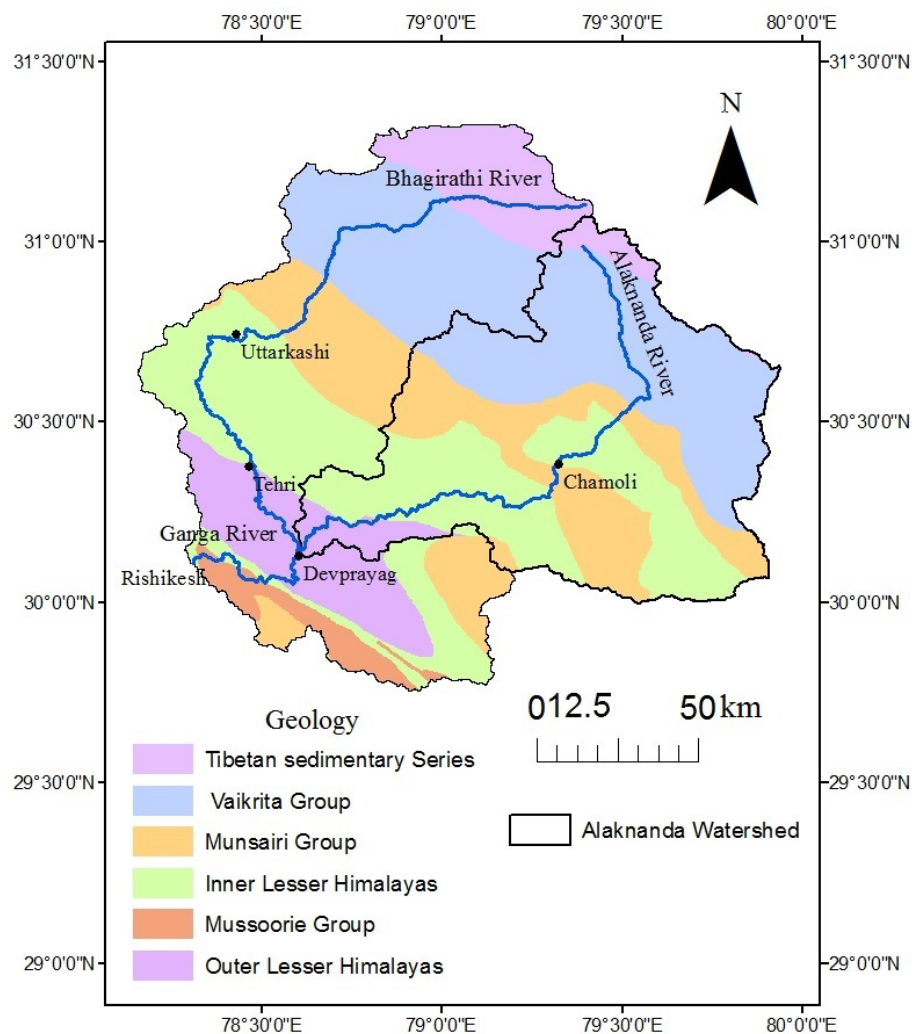 78°30'0"E 79°0'0"E 79°30'0"E 80°0'0"E
31°30'0"N 31°30'0"N
N
Bhagirathi River
31°0'0"N 31°0'0"N
Alaknanda River
Uttarkashi
30°30'0"N 30°30'0"N
Chamoli
Tehri
Ganga River
Devprayag
Rishikesh
30°0'0"N 30°0'0"N
Geology
012.5 50 km
Tibetan sedimentary Series
29°30'0"N 29°30'0"N
Vaikrita Group
Munsairi Group
Alaknanda Watershed
Inner Lesser Himalayas
Mussoorie Group
29°0'0"N 29°0'0"N
Outer Lesser Himalayas
78°30'0"E 79°0'0"E 79°30'0"E 80°0'0"E